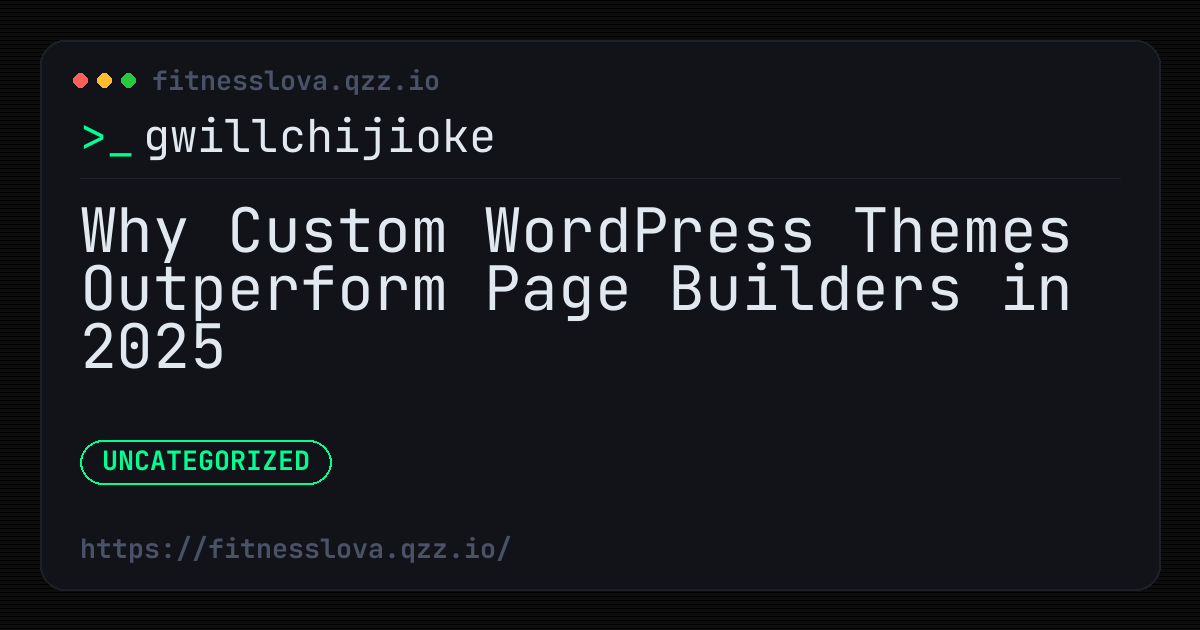 fitnesslova.qzz.io
>_ gwillchijioke
Why Custom WordPress Themes
Outperform Page Builders in
2025
UNCATEGORIZED
https://fitnesslova.qzz.io/